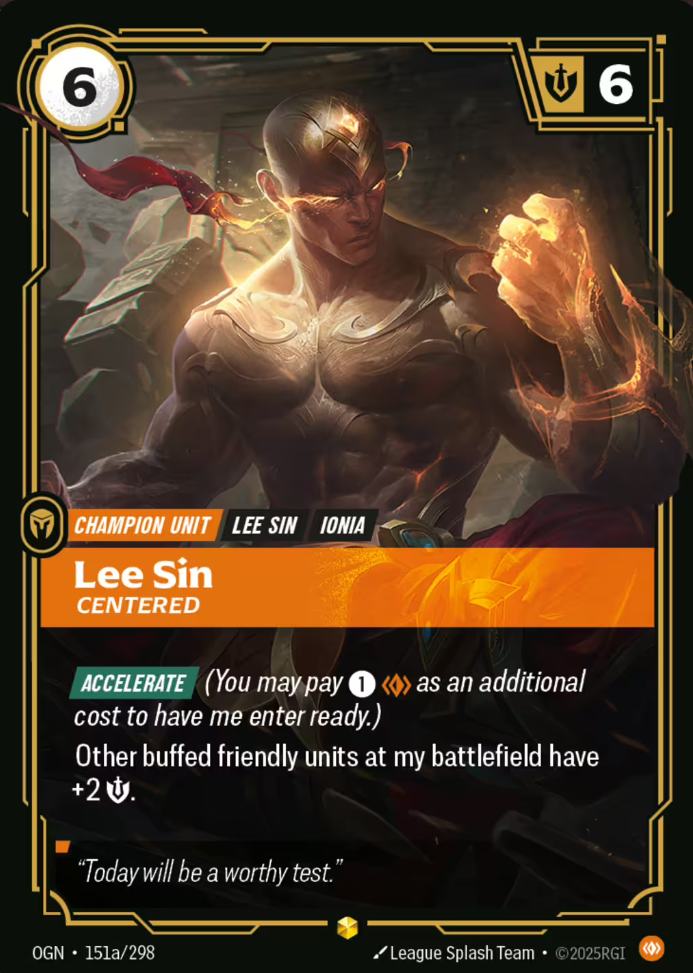 6
6
CHAMPION UNIT LEE SIN IONIA
Lee Sin
CENTERED
ACCELERATE (You may pay 1 as an additional
cost to have me enter ready.)
Other buffed friendly units at my battlefield have
+2.
“Today will be a worthy test.”
OGN • 151a/298 League Splash Team • ©2025RGI